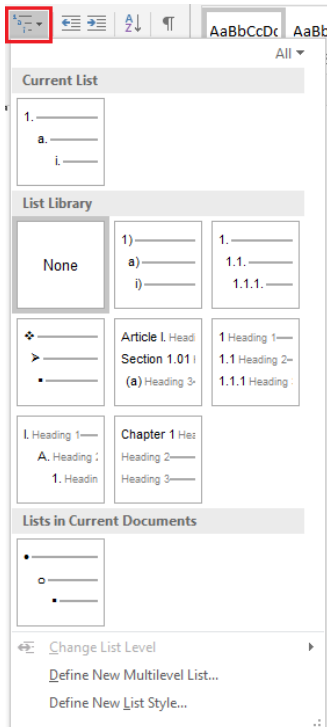 AaBbCcDc AaBb
All
Current List
1.
a.
i.
List Library
None
1)
a)
i)
1.
1.1.
1.1.1.
Article I. Head
Section 1.01
(a) Heading 3
1 Heading 1
1.1 Heading 2
1.1.1 Heading
I. Heading 1
A. Heading 2
1. Headin
Chapter 1 Hea
Heading 2
Heading 3
Lists in Current Documents
Change List Level
Define New Multilevel List...
Define New List Style...